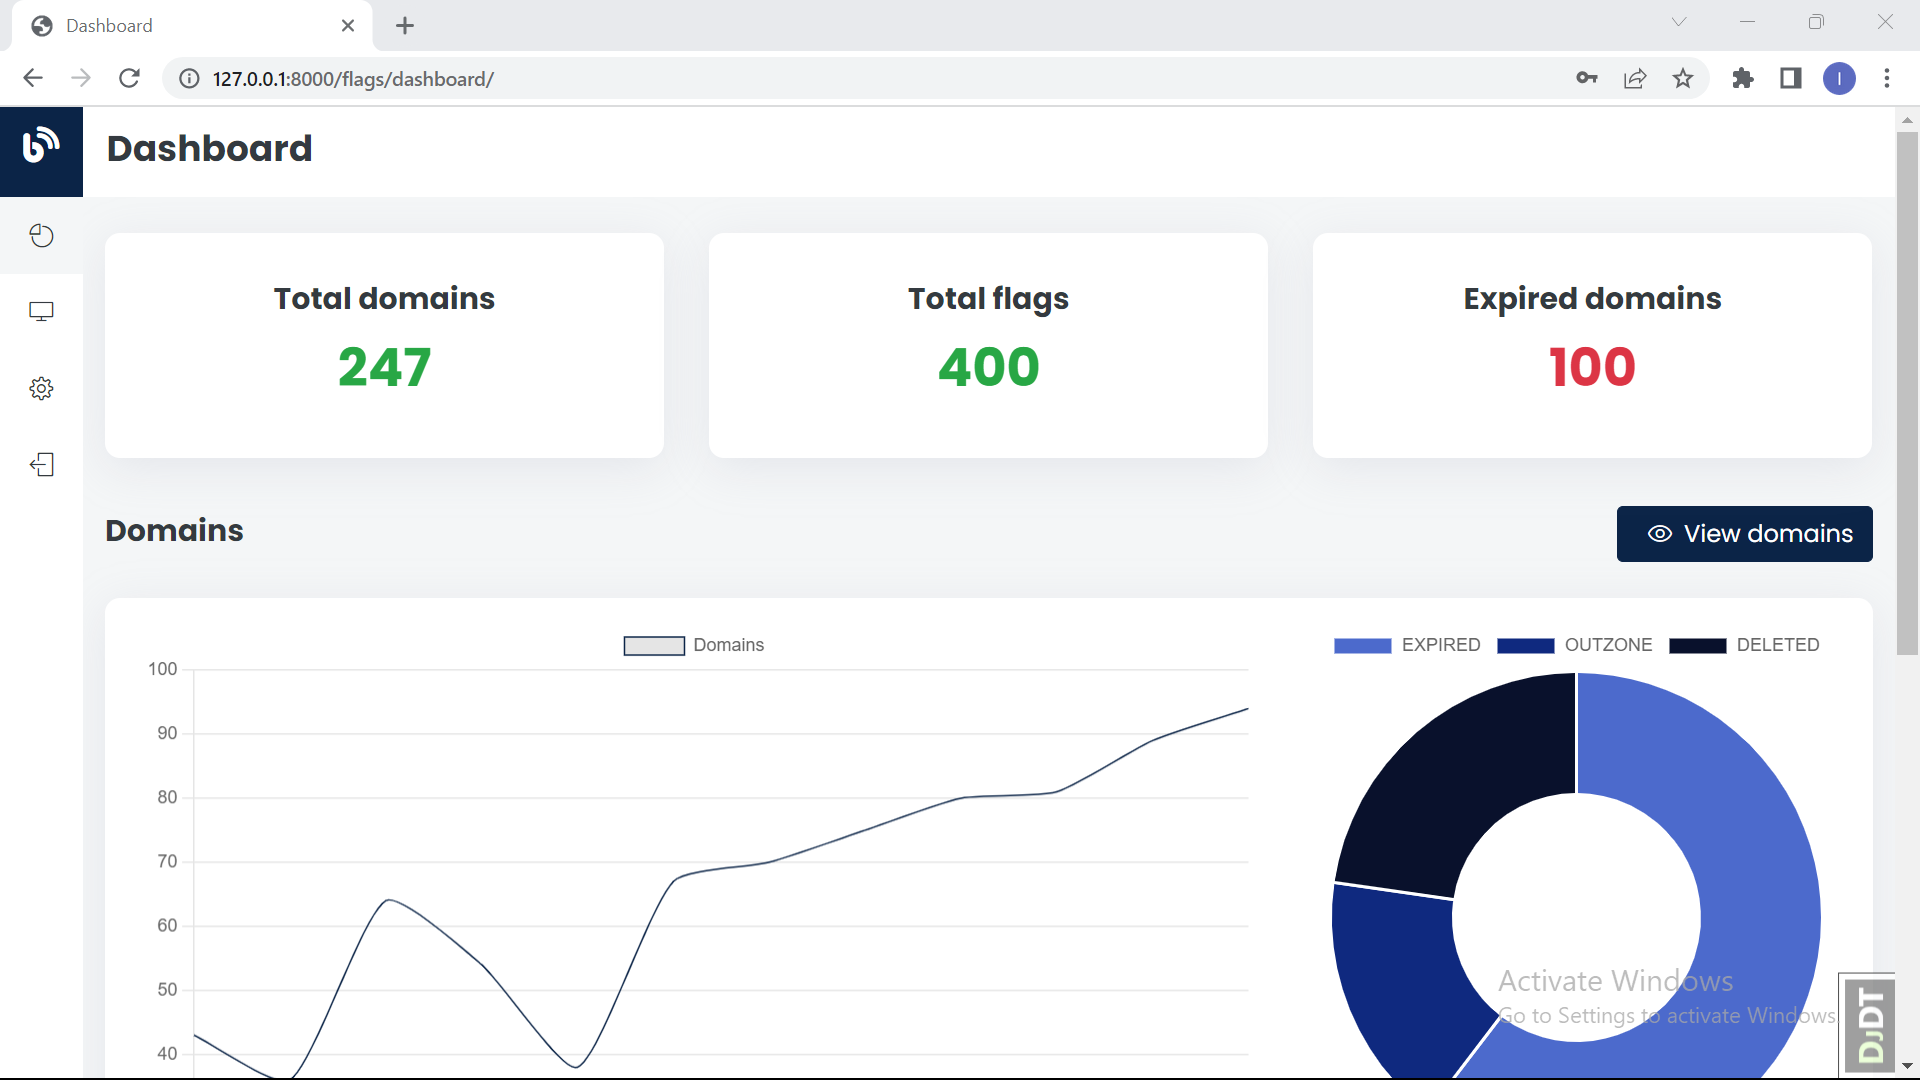 Dashboard
127.0.0.1:8000/flags/dashboard/
I
b
Dashboard
Total domains
247
Total flags
400
Expired domains
100
Domains
View domains
Domains
EXPIRED OUTZONE DELETED
100
90
80
70
60
50
40
Activate Windows
Go to Settings to activate Windows.
DJDT